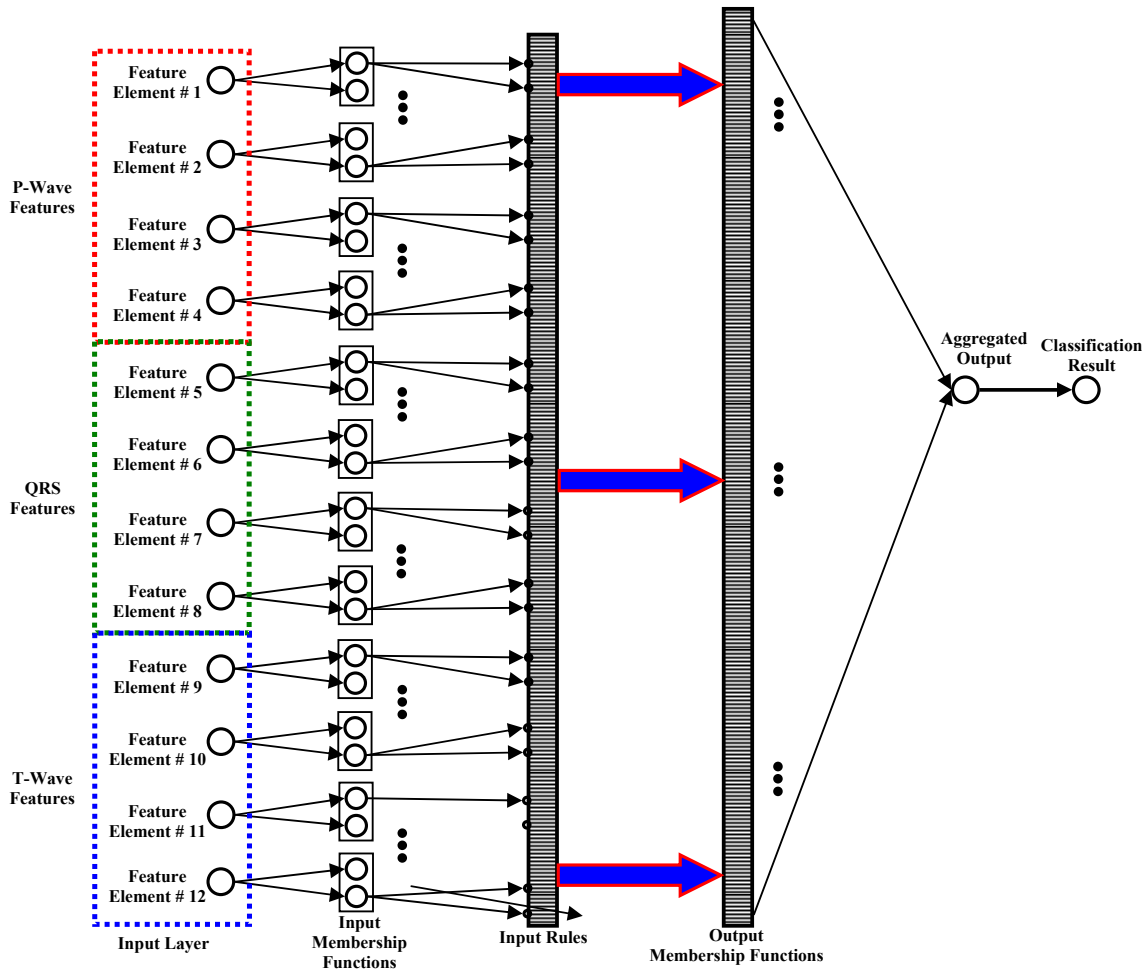 P-Wave
Features
Feature
Element # 1
Feature
Element # 2
Feature
Element # 3
Feature
Element # 4
QRS
Features
Feature
Element # 5
Feature
Element # 6
Feature
Element # 7
Feature
Element # 8
T-Wave
Features
Feature
Element # 9
Feature
Element # 10
Feature
Element # 11
Feature
Element # 12
Input Layer
Input
Membership
Functions
Input Rules
Output
Membership Functions
Aggregated
Output
Classification
Result